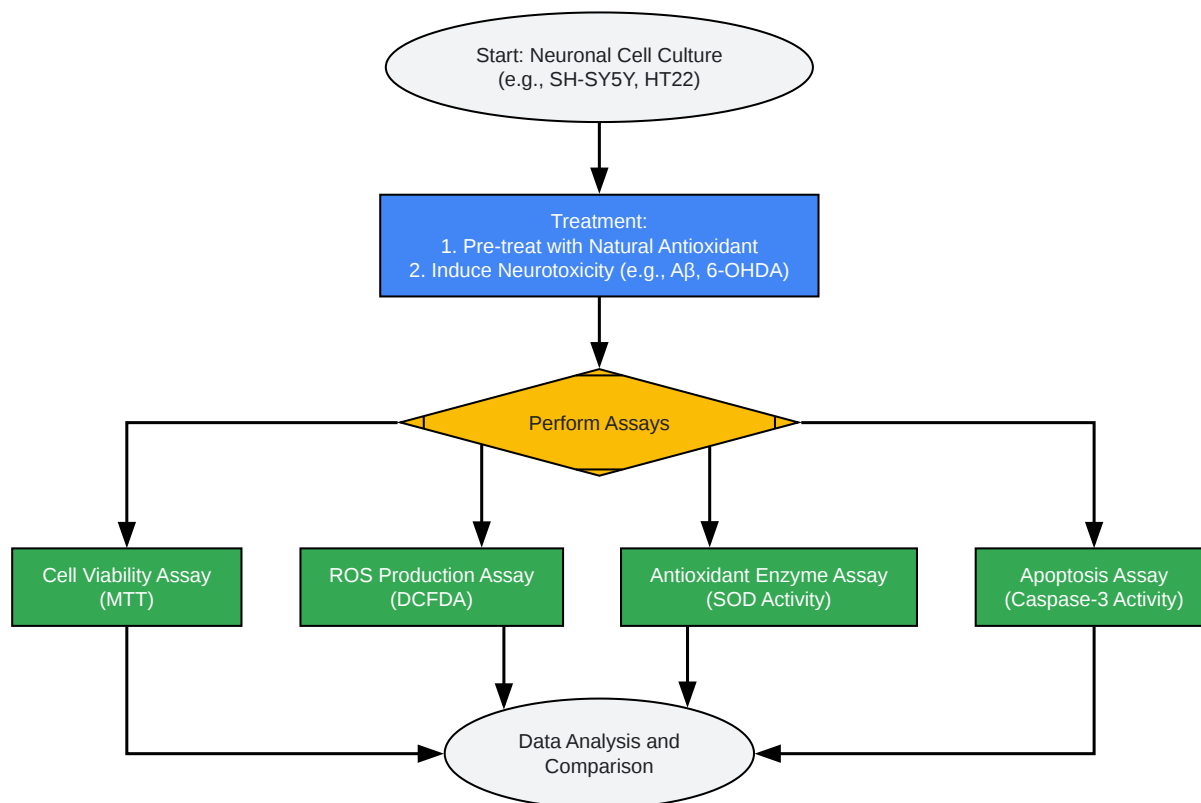 Start: Neuronal Cell Culture
(e.g., SH-SY5Y, HT22)
Treatment:
1. Pre-treat with Natural Antioxidant
2. Induce Neurotoxicity (e.g., Aβ, 6-OHDA)
Perform Assays
Cell Viability Assay
(MTT)
ROS Production Assay
(DCFDA)
Antioxidant Enzyme Assay
(SOD Activity)
Apoptosis Assay
(Caspase-3 Activity)
Data Analysis and
Comparison